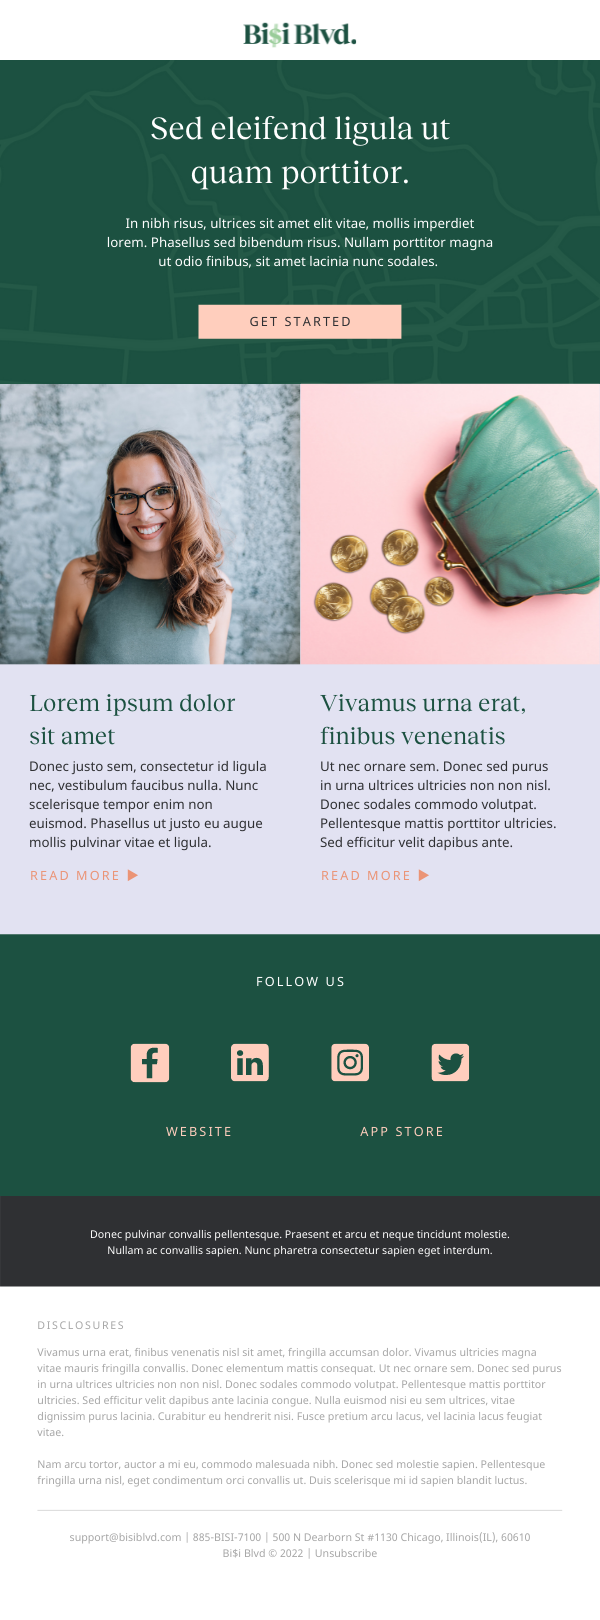 Bi$i Blvd.
Sed eleifend ligula ut
quam porttitor.
In nibh risus, ultrices sit amet elit vitae, mollis imperdiet
lorem. Phasellus sed bibendum risus. Nullam porttitor magna
ut odio finibus, sit amet lacinia nunc sodales.
GET STARTED
Lorem ipsum dolor
sit amet
Donec justo sem, consectetur id ligula
nec, vestibulum faucibus nulla. Nunc
scelerisque tempor enim non
euismod. Phasellus ut justo eu augue
mollis pulvinar vitae et ligula.
READ MORE ▶
Vivamus urna erat,
finibus venenatis
Ut nec ornare sem. Donec sed purus
in urna ultrices ultricies non non nisl.
Donec sodales commodo volutpat.
Pellentesque mattis porttitor ultricies.
Sed efficitur velit dapibus ante.
READ MORE ▶
FOLLOW US
WEBSITE
APP STORE
Donec pulvinar convallis pellentesque. Praesent et arcu et neque tincidunt molestie.
Nullam ac convallis sapien. Nunc pharetra consectetur sapien eget interdum.
DISCLOSURES
Vivamus urna erat, finibus venenatis nisl sit amet, fringilla accumsan dolor. Vivamus ultricies magna
vitae mauris fringilla convallis. Donec elementum mattis consequat. Ut nec ornare sem. Donec sed purus
in urna ultrices ultricies non non nisl. Donec sodales commodo volutpat. Pellentesque mattis porttitor
ultricies. Sed efficitur velit dapibus ante lacinia congue. Nulla euismod nisi eu sem ultrices, vitae
dignissim purus lacinia. Curabitur eu hendrerit nisi. Fusce pretium arcu lacus, vel lacinia lacus feugiat
vitae.
Nam arcu tortor, auctor a mi eu, commodo malesuada nibh. Donec sed molestie sapien. Pellentesque
fringilla urna nisl, eget condimentum orci convallis ut. Duis scelerisque mi id sapien blandit luctus.
support@bisiblvd.com | 885-BISI-7100 | 500 N Dearborn St #1130 Chicago, Illinois(IL), 60610
Bi$i Blvd © 2022 | Unsubscribe